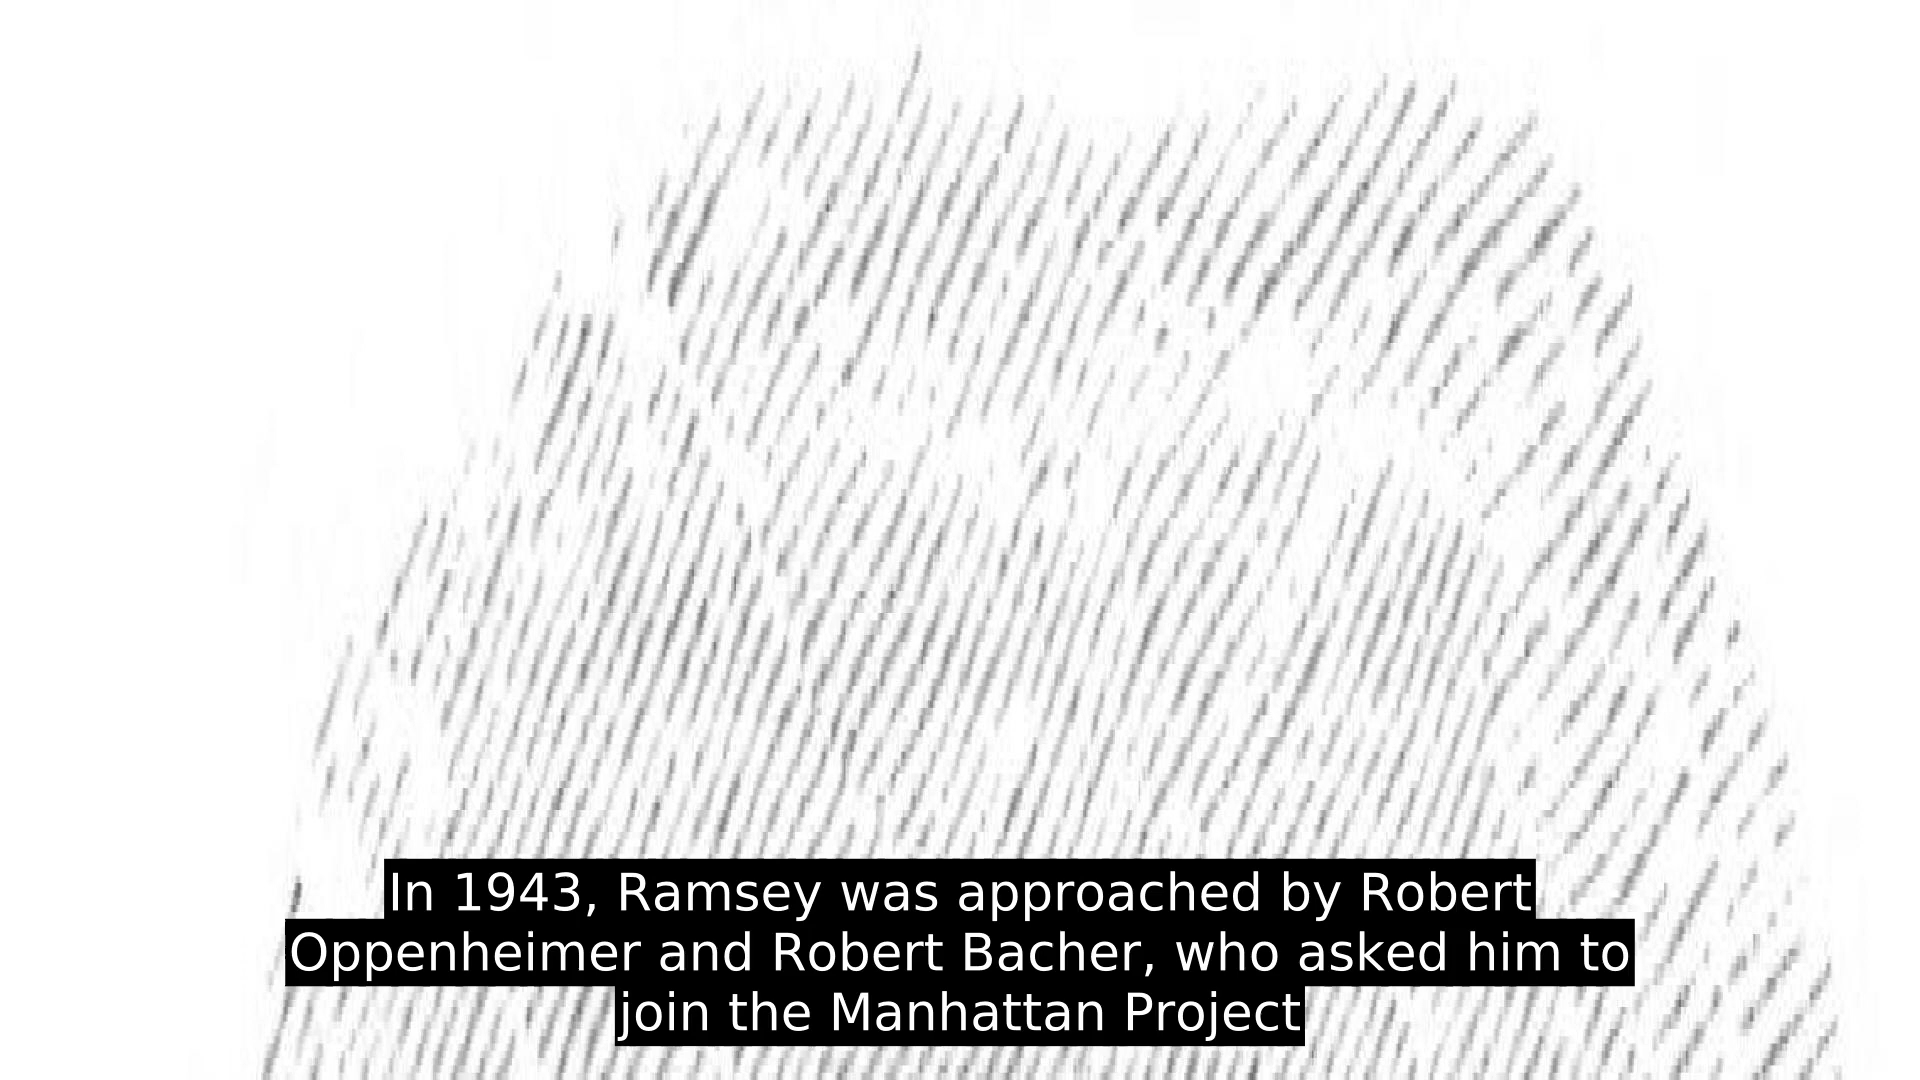 In 1943, Ramsey was approached by Robert
Oppenheimer and Robert Bacher, who asked him to
join the Manhattan Project